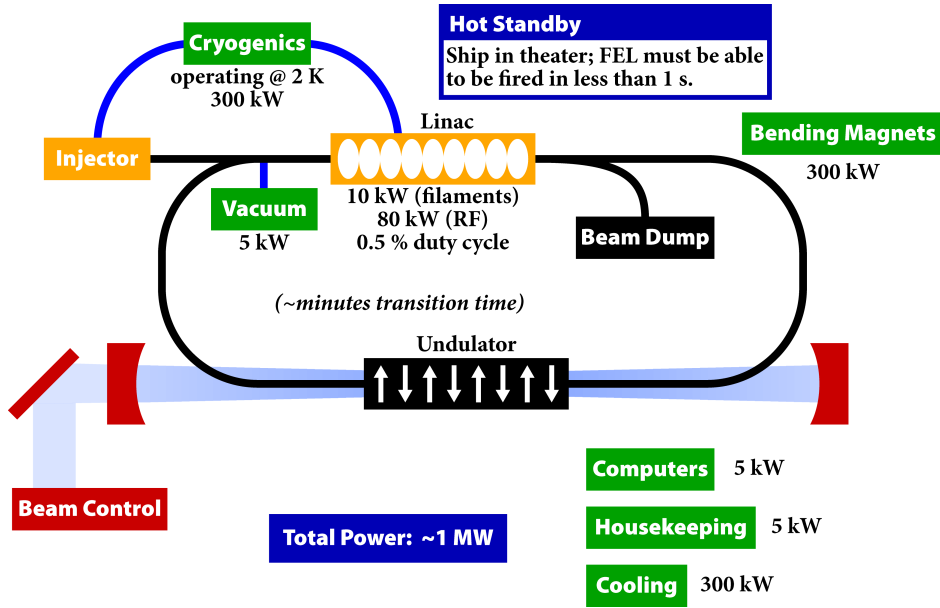 Hot Standby
Ship in theater; FEL must be able
to be fired in less than 1 s.
Cryogenics
operating @ 2 K
300 kW
Linac
Bending Magnets
300 kW
Injector
10 kW (filaments)
80 kW (RF)
0.5 % duty cycle
Vacuum
5 kW
Beam Dump
(~minutes transition time)
Undulator
Beam Control
Computers
5 kW
Housekeeping
5 kW
Cooling
300 kW
Total Power: ~1 MW